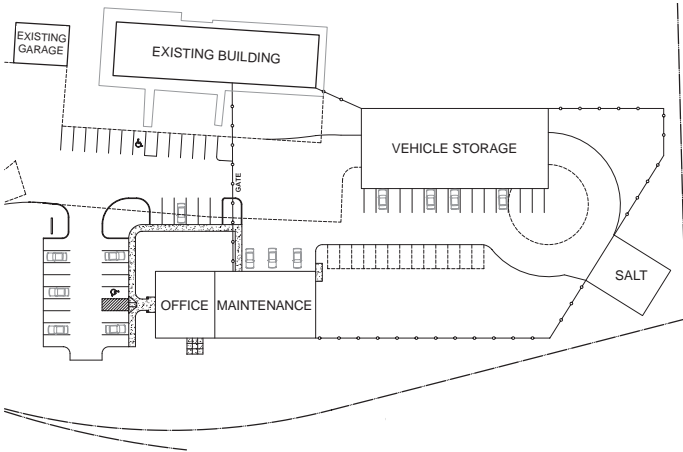 EXISTING
GARAGE
EXISTING BUILDING
VEHICLE STORAGE
GATE
SALT
OFFICE
MAINTENANCE